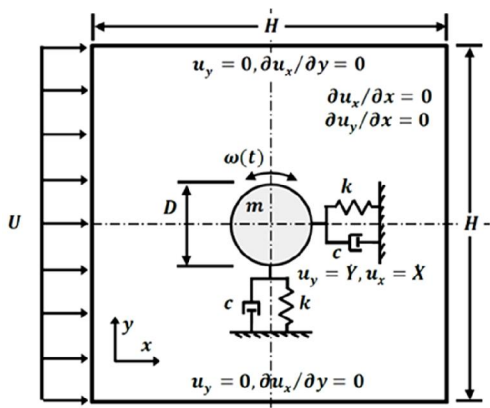 H
u_y = 0, ∂u_x/∂y = 0
∂u_x/∂x = 0
∂u_y/∂x = 0
ω(t)
k
D
m
U
H
c
u_y = Ẏ, u_x = Ẋ
c
k
y
x
u_y = 0, ∂u_x/∂y = 0